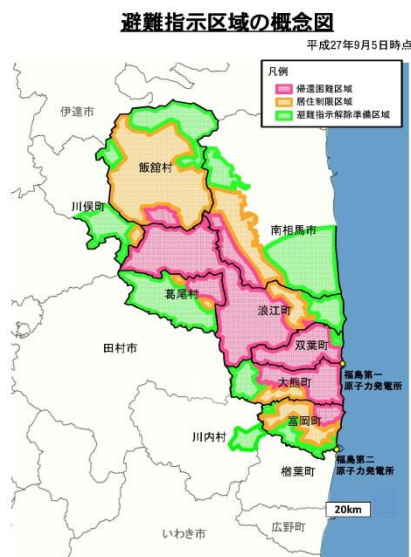 避難指示区域の概念図
平成27年9月5日時点
凡例
帰還困難区域
居住制限区域
避難指示解除準備区域
伊達市
飯舘村
川俣町
南相馬市
葛尾村
浪江町
田村市
双葉町
福島第一
原子力発電所
大熊町
富岡町
川内村
福島第二
原子力発電所
楢葉町
20km
いわき市
広野町